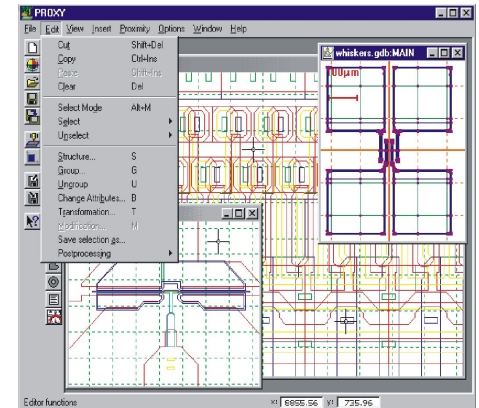 PROXY
File Edit View Insert Proximity Options Window Help
Cut Shift+Del
Copy Ctrl+Ins
Paste Shift+Ins
Clear Del
Select Mode Alt+M
Select
Unselect
Structure... S
Group... G
Ungroup U
Change Attributes... B
Transformation... T
Modification... M
Save selection as...
Postprocessing
whiskers.gdb:MAIN
100µm
Editor functions x: 6855.56 y: 735.96